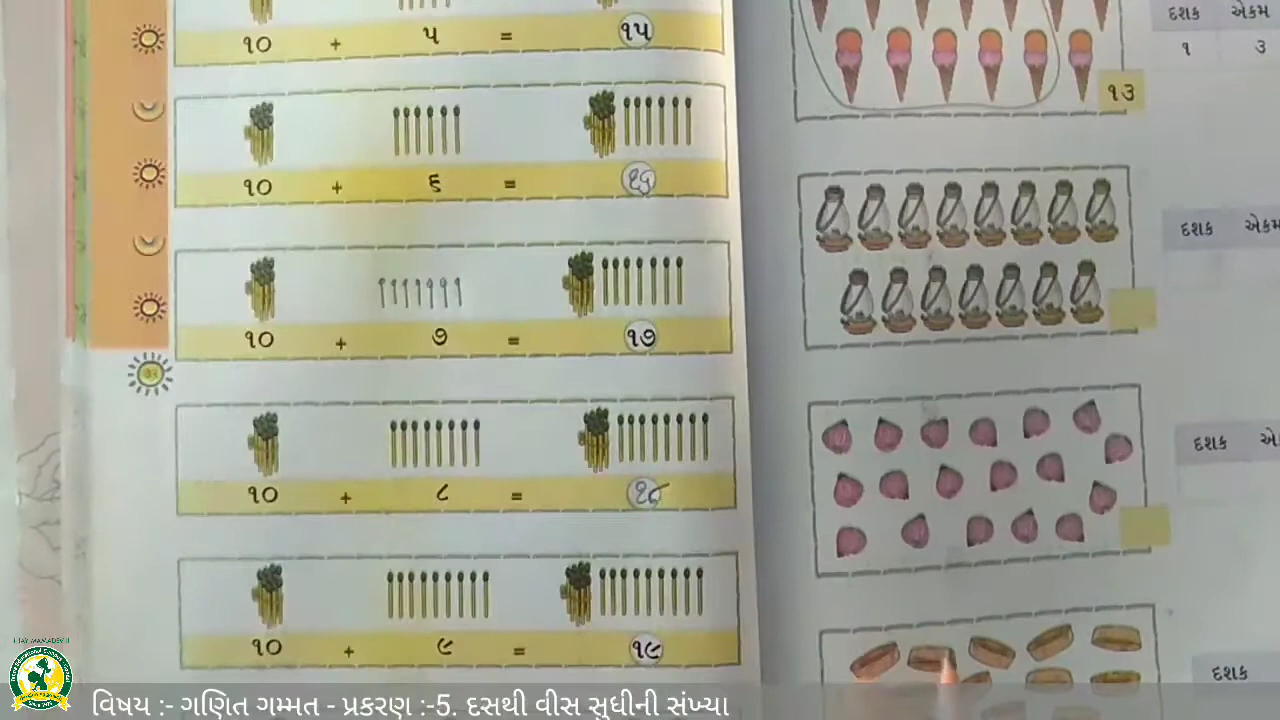 ૧૦ + ૫ = ૧૫
૧૦ + ૬ = ૧૬
૧૦ + ૭ = ૧૭
૧૦ + ૮ = ૧૮
૧૦ + ૯ = ૧૯
૧૩
દશક એકમ
૧ ૩
દશક એકમ
દશક
દશક
વિષય :- ગણિત ગમ્મત - પ્રકરણ :-5. દસથી વીસ સુધીની સંખ્યા